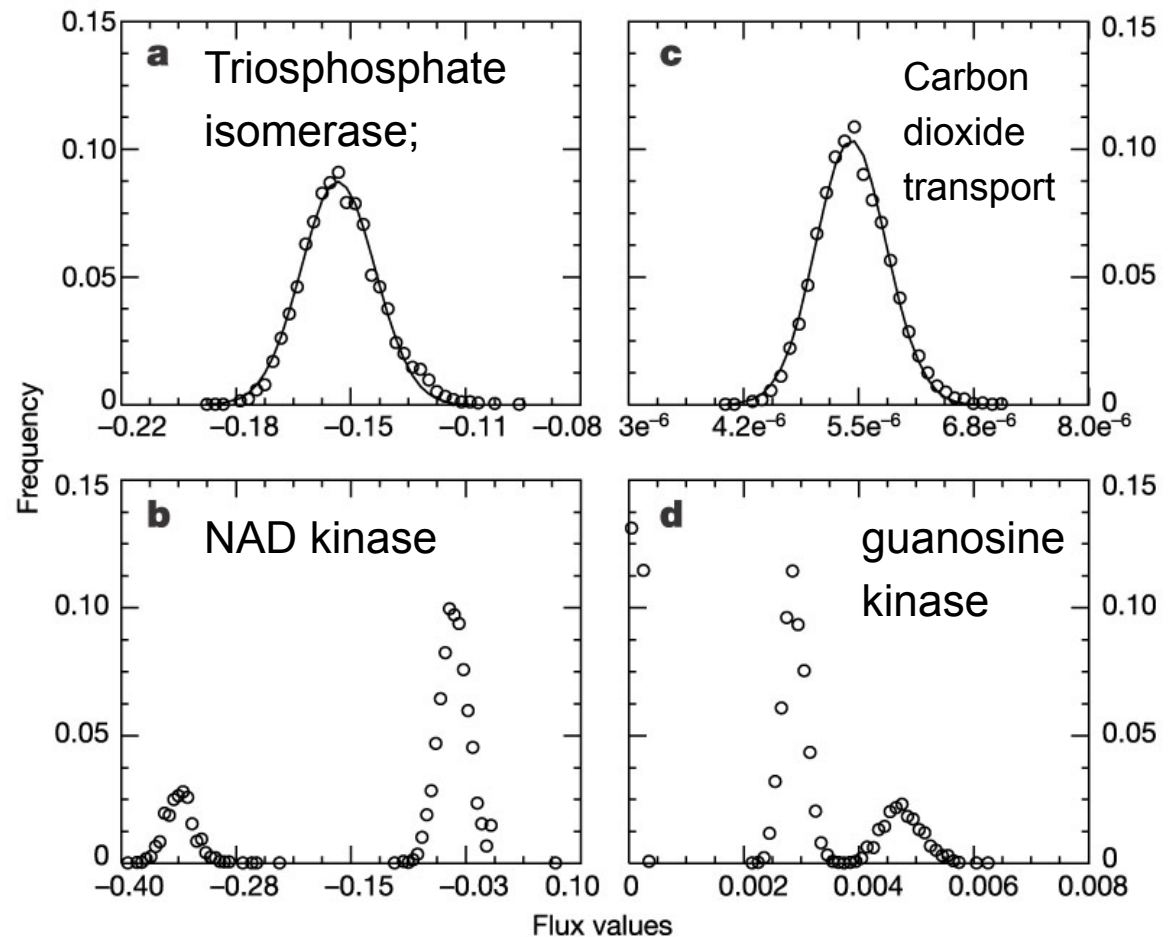 0.15
a
Triosphosphate
isomerase;
0.10
0.05
0
−0.22
−0.18
−0.15
−0.11
−0.08
c
Carbon
dioxide
transport
0.15
0.10
0.05
0
3e⁻⁶
4.2e⁻⁶
5.5e⁻⁶
6.8e⁻⁶
8.0e⁻⁶
Frequency
0.15
b
NAD kinase
0.10
0.05
0
−0.40
−0.28
−0.15
−0.03
0.10
d
guanosine
kinase
0.15
0.10
0.05
0
0
0.002
0.004
0.006
0.008
Flux values